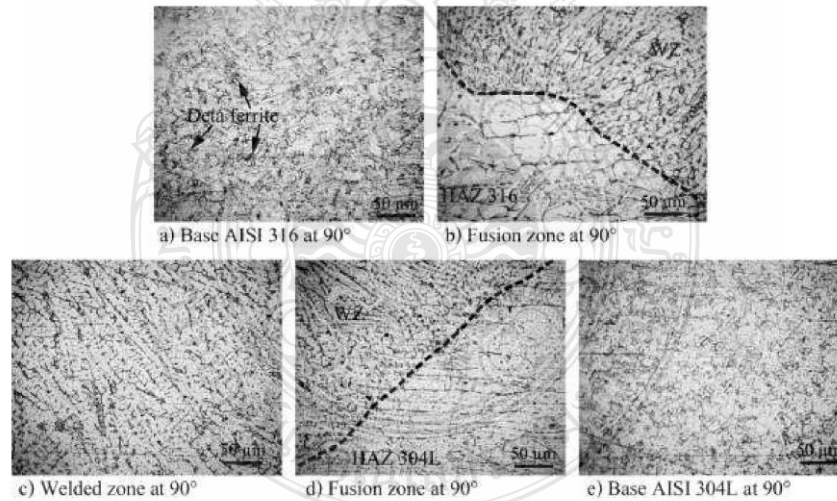 Deta ferrite
50 µm
WZ
HAZ 316
50 µm
a) Base AISI 316 at 90°
b) Fusion zone at 90°
50 µm
WZ
HAZ 304L
50 µm
50 µm
c) Welded zone at 90°
d) Fusion zone at 90°
e) Base AISI 304L at 90°